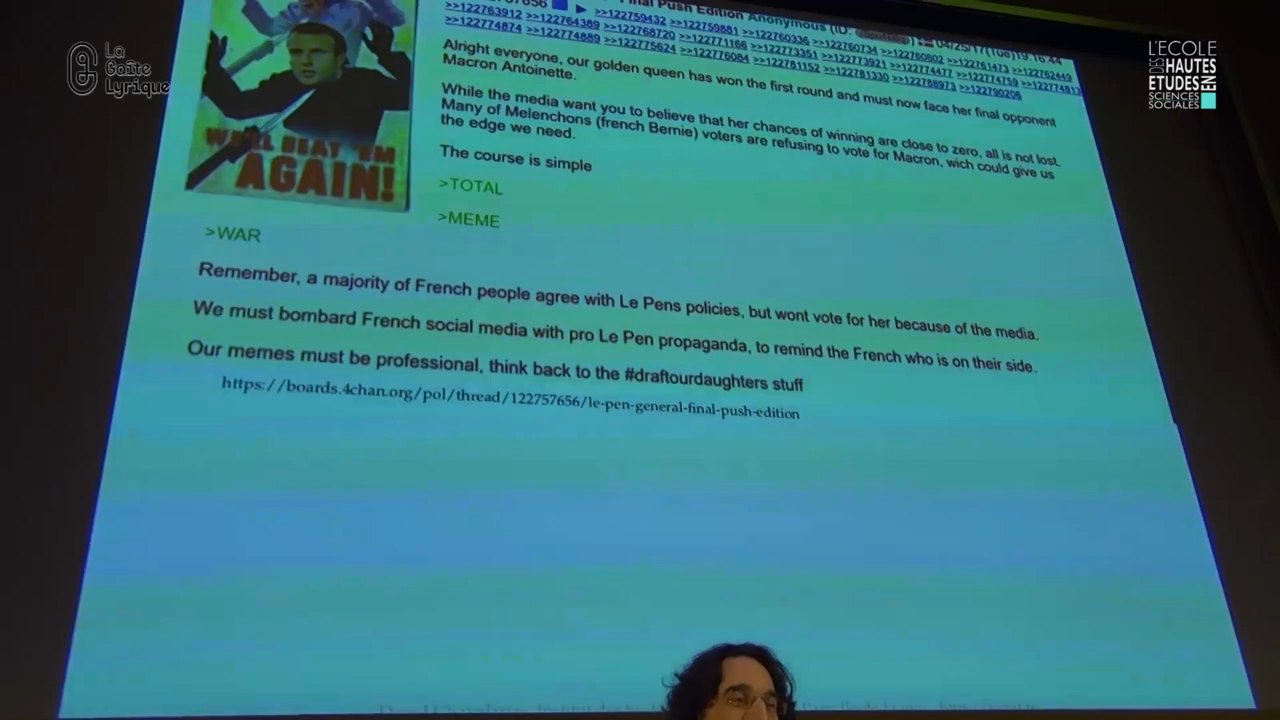 La
Gaîte
Lyrique
L'ECOLE
DES HAUTES
ETUDES EN
SCIENCES
SOCIALES
Final Push Edition Anonymous (ID: 04/25/17
>>122763912 >>122764389 >>122759432 >>122759881 >>122760336 >>122760734 >>122760802 >>122761473 >>122762449
>>122774874 >>122774889 >>122768720 >>122771166 >>122773351 >>122773921 >>122774477 >>122774759
>>122775624 >>122776084 >>122781152 >>122781330 >>122788973 >>122790256
Alright everyone, our golden queen has won the first round and must now face her final opponent
Macron Antoinette.
While the media want you to believe that her chances of winning are close to zero, all is not lost.
Many of Melenchons (french Bernie) voters are refusing to vote for Macron, wich could give us
the edge we need.
The course is simple
>TOTAL
>MEME
WE'LL BEAT 'EM
AGAIN!
>WAR
Remember, a majority of French people agree with Le Pens policies, but wont vote for her because of the media.
We must bombard French social media with pro Le Pen propaganda, to remind the French who is on their side.
Our memes must be professional, think back to the #draftourdaughters stuff
https://boards.4chan.org/pol/thread/122757656/le-pen-general-final-push-edition